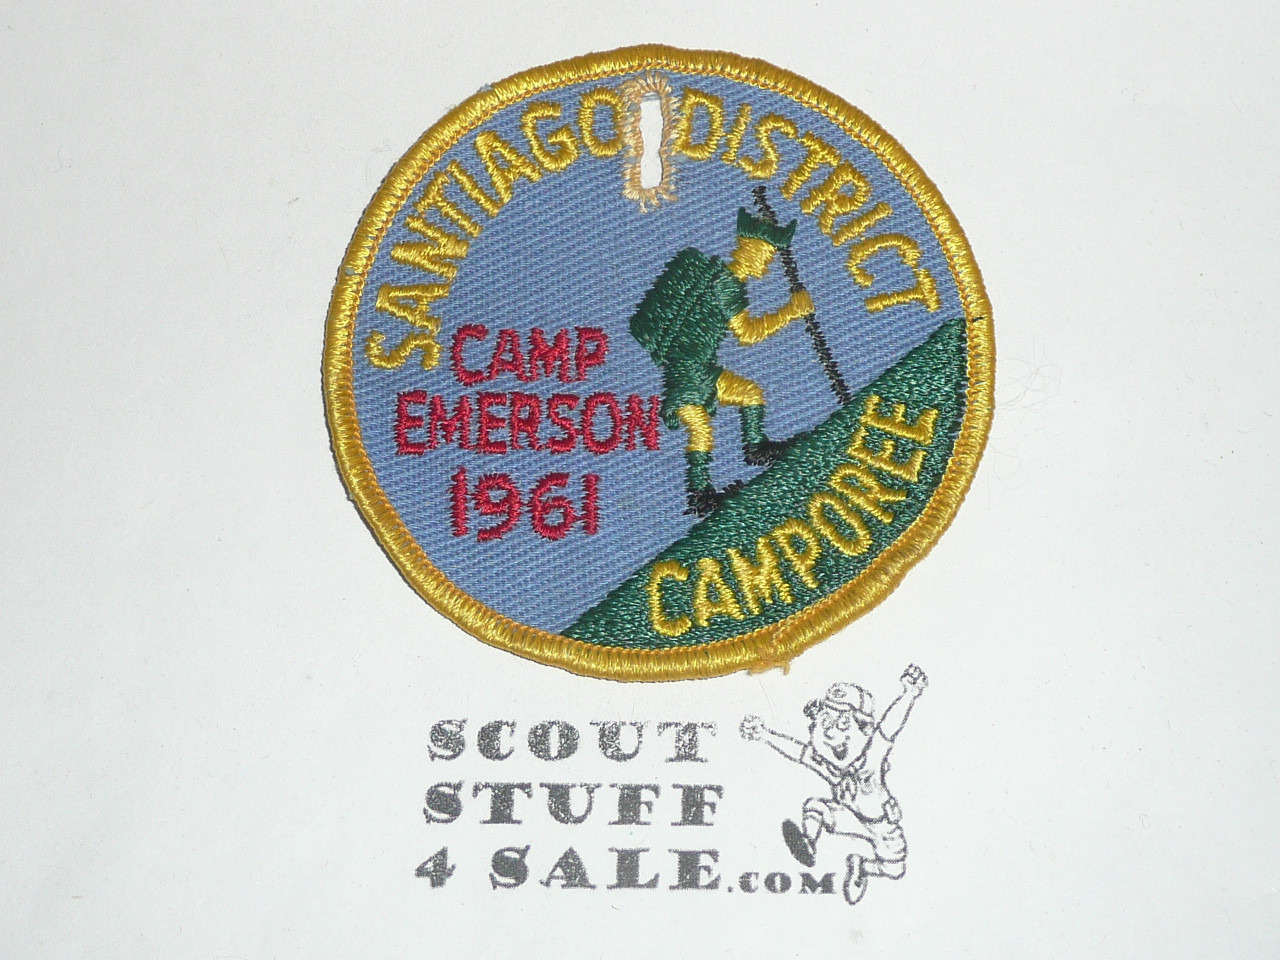 SANTIAGO DISTRICT
CAMP
EMERSON
1961
CAMPOREE
SCOUT
STUFF
4 SALE.COM